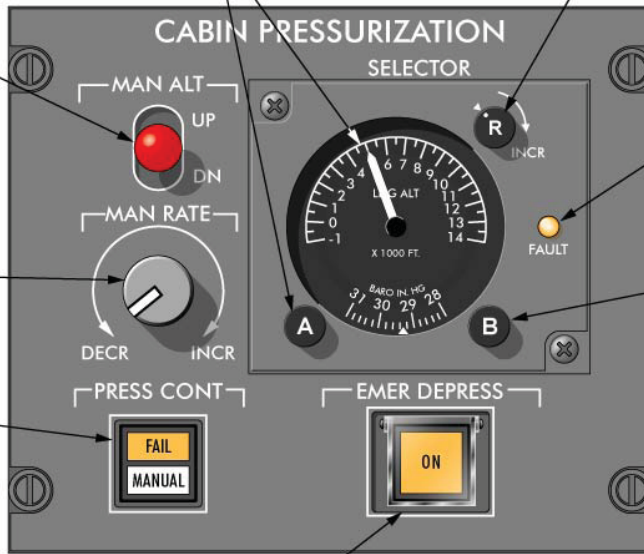 CABIN PRESSURIZATION
MAN ALT
UP
DN
MAN RATE
DECR
INCR
SELECTOR
R
INCR
-1 0 1 2 3 4 6 7 8 9 10 11 12 13 14
LDG ALT
X 1000 FT.
BARO IN. HG
31 30 29 28
A
B
FAULT
PRESS CONT
FAIL
MANUAL
EMER DEPRESS
ON